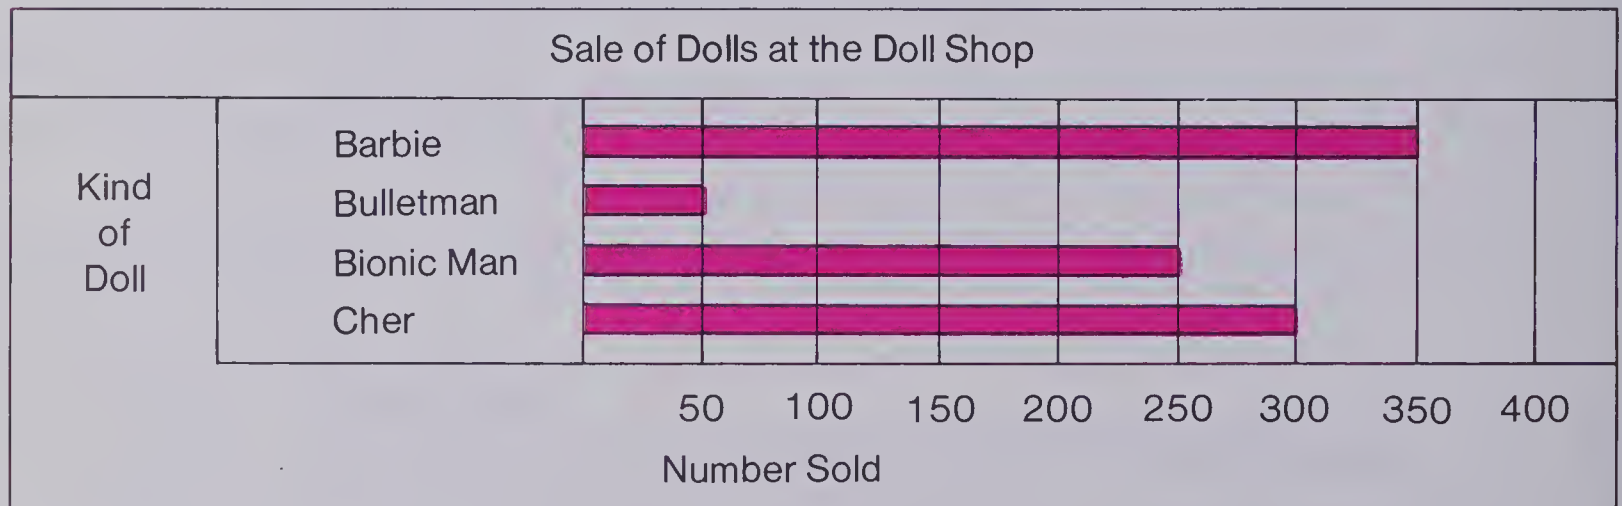 Sale of Dolls at the Doll Shop
Kind
of
Doll
Barbie
Bulletman
Bionic Man
Cher
50 100 150 200 250 300 350 400
Number Sold